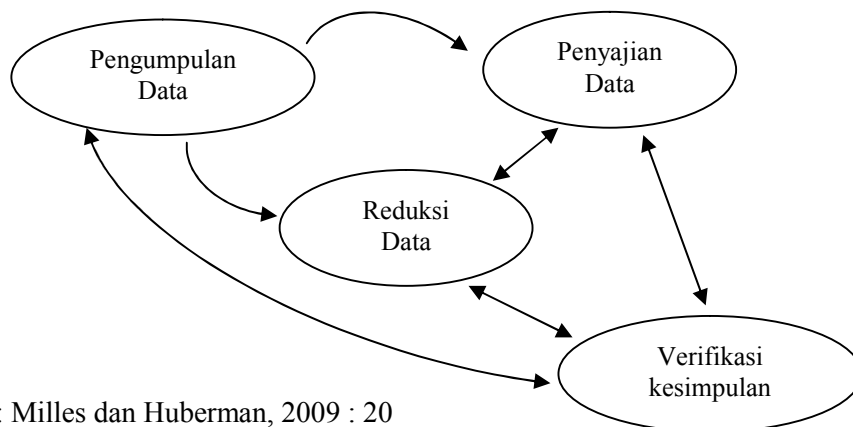 Pengumpulan
Data
Penyajian
Data
Reduksi
Data
Verifikasi
kesimpulan
: Milles dan Huberman, 2009 : 20